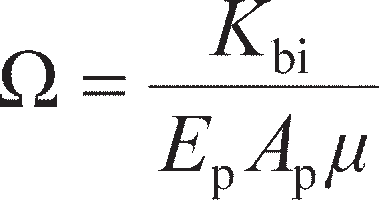 Ω = K_bi / (E_p A_p μ)